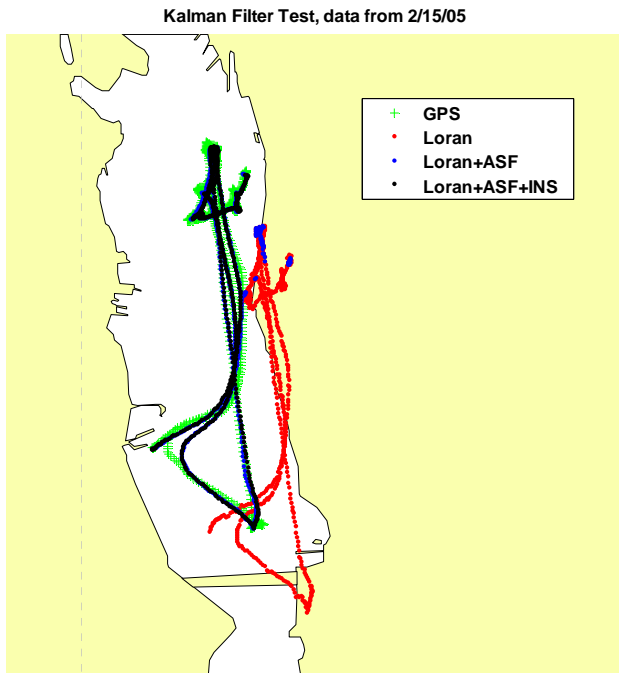 Kalman Filter Test, data from 2/15/05
GPS
Loran
Loran+ASF
Loran+ASF+INS